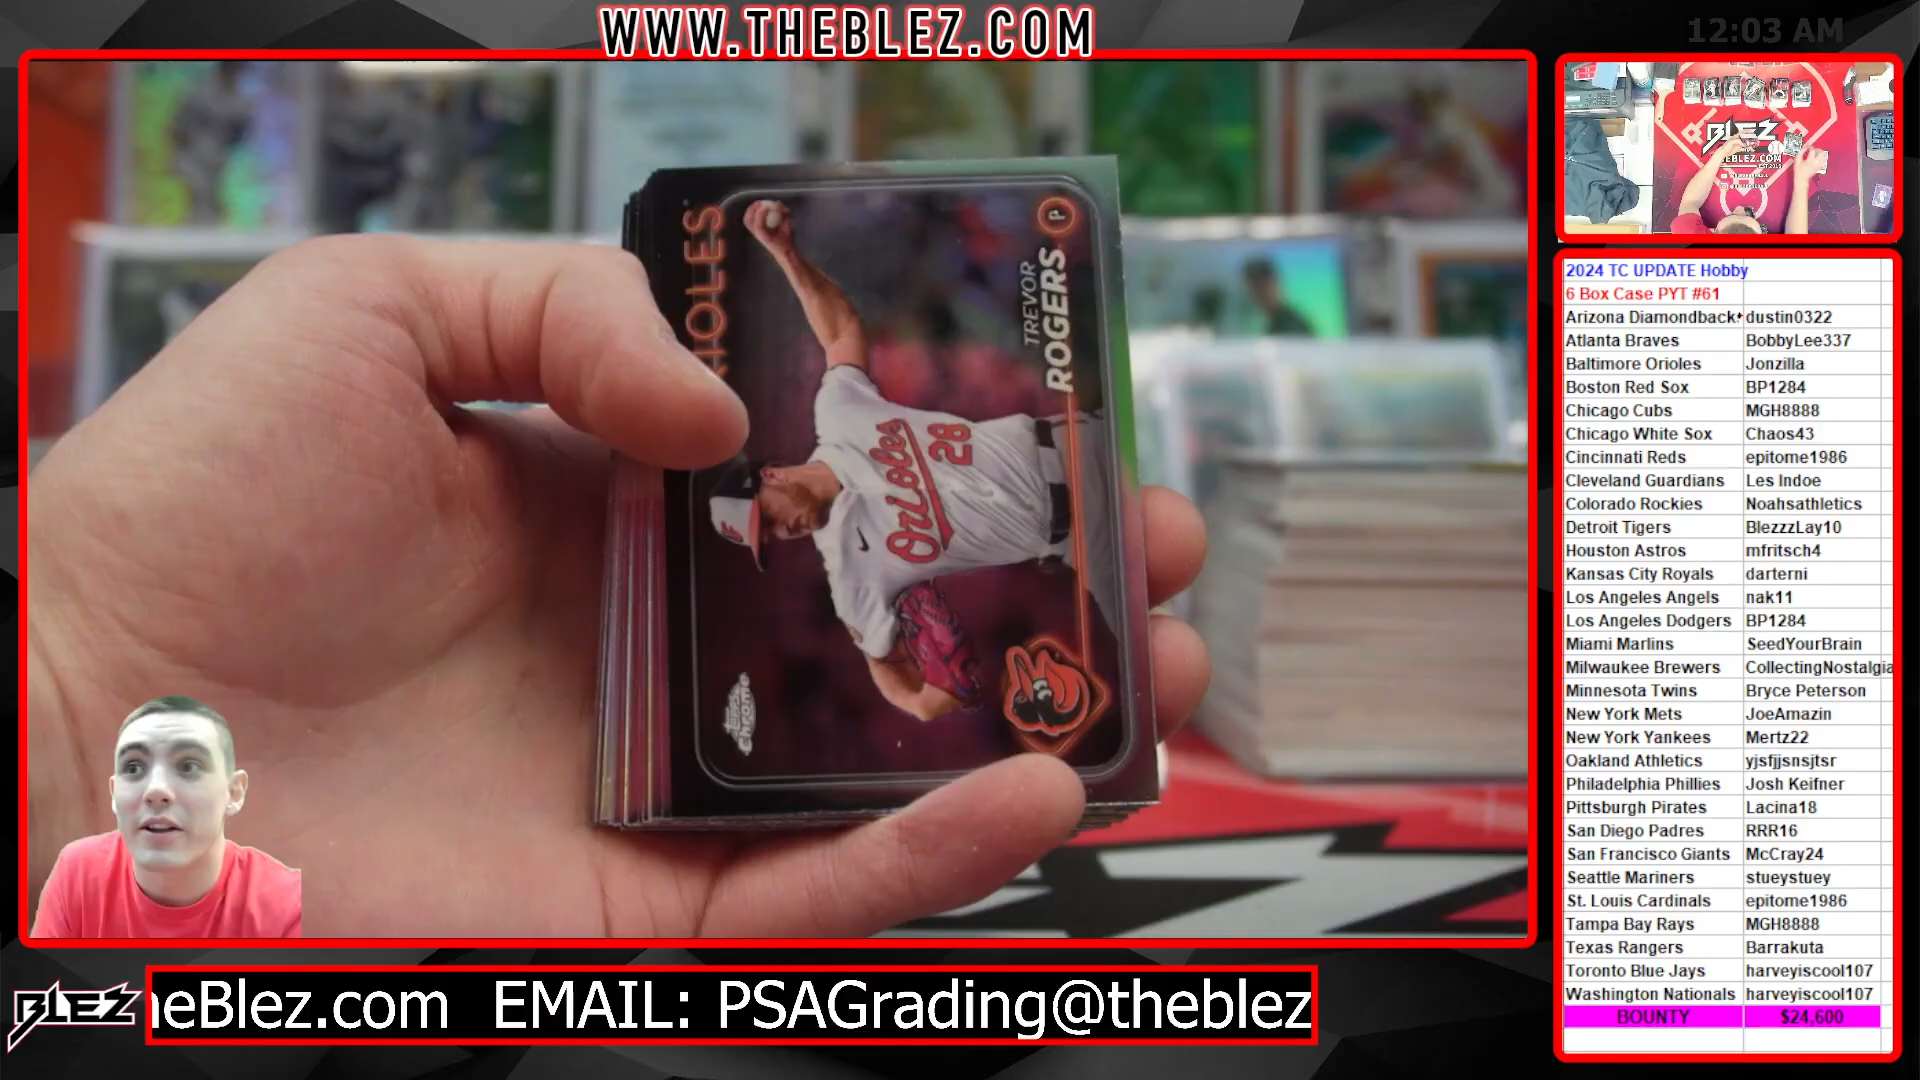 WWW.THEBLEZ.COM
12:03 AM
BLEZ
THEBLEZ.COM
TREVOR
ROGERS
P
Orioles
28
Topps
Chrome
2024 TC UPDATE Hobby
6 Box Case PYT #61
Arizona Diamondback dustin0322
Atlanta Braves BobbyLee337
Baltimore Orioles Jonzilla
Boston Red Sox BP1284
Chicago Cubs MGH8888
Chicago White Sox Chaos43
Cincinnati Reds epitome1986
Cleveland Guardians Les Indoe
Colorado Rockies Noahsathletics
Detroit Tigers BlezzzLay10
Houston Astros mfritsch4
Kansas City Royals darterni
Los Angeles Angels nak11
Los Angeles Dodgers BP1284
Miami Marlins SeedYourBrain
Milwaukee Brewers CollectingNostalgia
Minnesota Twins Bryce Peterson
New York Mets JoeAmazin
New York Yankees Mertz22
Oakland Athletics yjsfjjsnsjtsr
Philadelphia Phillies Josh Keifner
Pittsburgh Pirates Lacina18
San Diego Padres RRR16
San Francisco Giants McCray24
Seattle Mariners stueystuey
St. Louis Cardinals epitome1986
Tampa Bay Rays MGH8888
Texas Rangers Barrakuta
Toronto Blue Jays harveyiscool107
Washington Nationals harveyiscool107
BOUNTY $24,600
BLEZ
heBlez.com EMAIL: PSAGrading@theblez